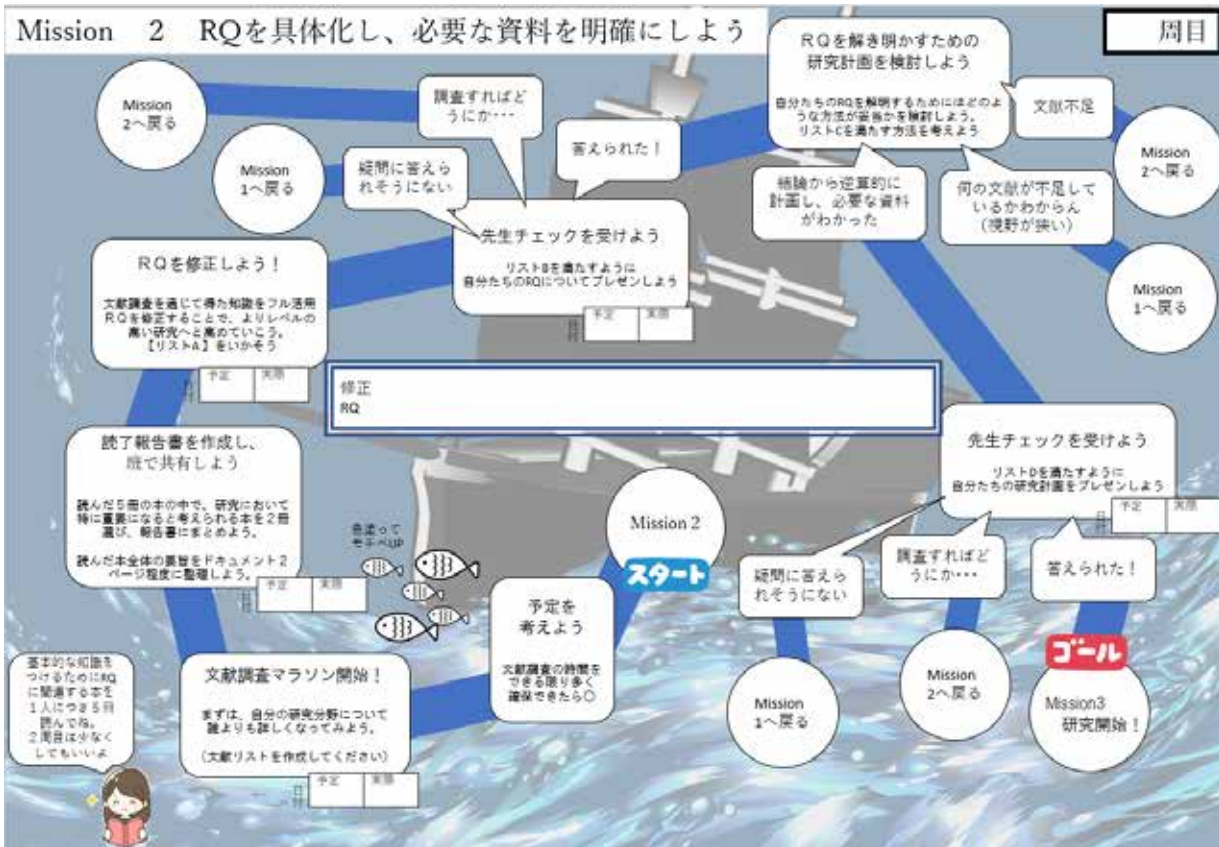 Mission 2 RQを具体化し、必要な資料を明確にしよう
周目
Mission
2へ戻る
Mission
1へ戻る
調査すればど
うにか・・・
疑問に答えら
れそうにない
答えられた！
先生チェックを受けよう
リストBを満たすように
自分たちのRQについてプレゼンしよう
日付
予定
実際
RQを解き明かすための
研究計画を検討しよう
自分たちのRQを解明するためにはどのよ
うな方法が妥当かを検討しよう。
リストCを満たす方法を考えよう
文献不足
Mission
2へ戻る
結論から逆算的に
計画し、必要な資料
がわかった
何の文献が不足して
いるかわからん
（視野が狭い）
Mission
1へ戻る
RQを修正しよう！
文献調査を通じて得た知識をフル活用
RQを修正することで、よりレベルの
高い研究へと高めていこう。
【リストA】をいかそう
日付
予定
実際
修正
RQ
読了報告書を作成し、
班で共有しよう
読んだ５冊の本の中で、研究において
特に重要になると考えられる本を２冊
選び、報告書にまとめよう。
読んだ本全体の要旨をドキュメント２
ページ程度に整理しよう。
日付
予定
実際
色塗って
モチベUP
Mission 2
スタート
予定を
考えよう
文献調査の時間を
できる限り多く
確保できたら〇
文献調査マラソン開始！
まずは、自分の研究分野について
誰よりも詳しくなってみよう。
（文献リストを作成してください）
日付
予定
実際
基本的な知識を
つけるためにRQ
に関連する本を
１人につき５冊
読んでね。
２周目は少なく
してもいいよ
先生チェックを受けよう
リストDを満たすように
自分たちの研究計画をプレゼンしよう
日付
予定
実際
疑問に答えら
れそうにない
調査すればど
うにか・・・
答えられた！
Mission
1へ戻る
Mission
2へ戻る
ゴール
Mission3
研究開始！